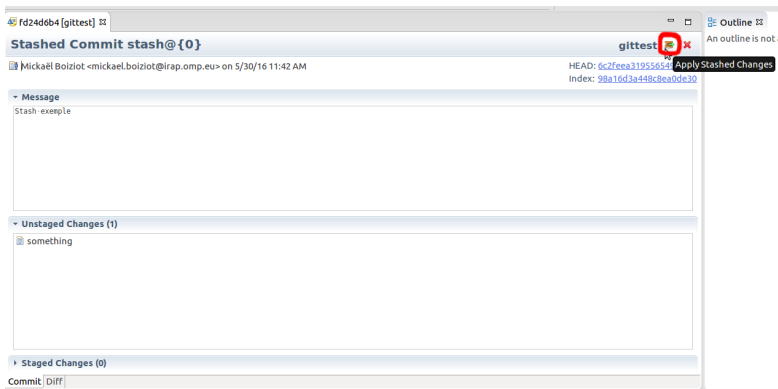 fd24d6b4 [gittest]
Outline
Stashed Commit stash@{0}
gittest
An outline is not
Mickaël Boiziot <mickael.boiziot@irap.omp.eu> on 5/30/16 11:42 AM
HEAD: 6c2feea31955654
Apply Stashed Changes
Index: 98a16d3a448c8ea0de30
Message
Stash·exemple
Unstaged Changes (1)
something
Staged Changes (0)
Commit Diff